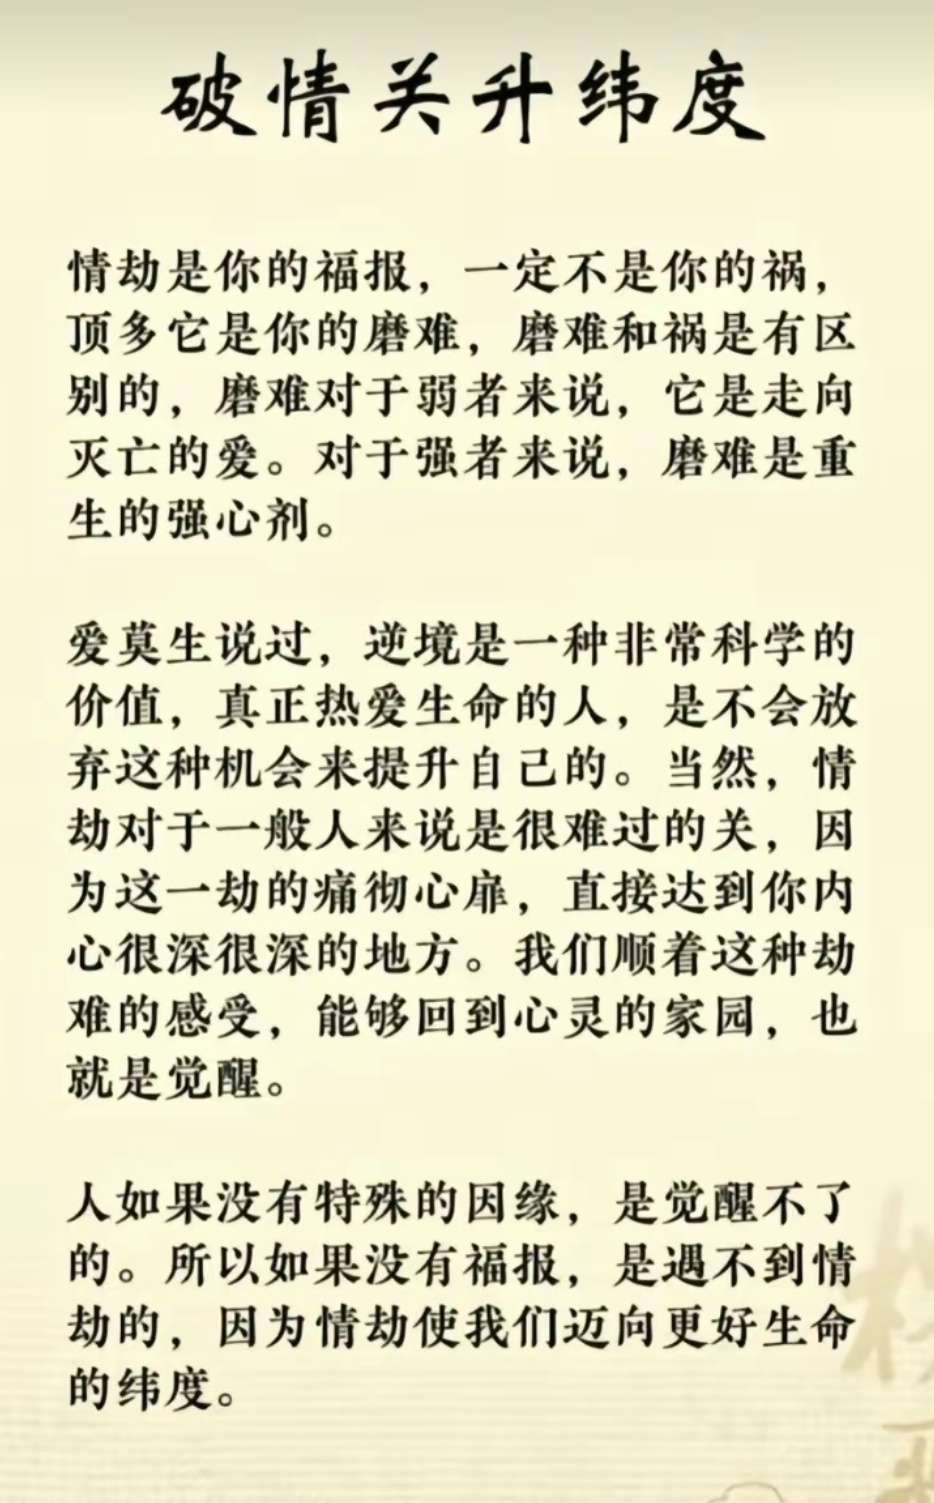 破情关升纬度
情劫是你的福报，一定不是你的祸，
顶多它是你的磨难，磨难和祸是有区
别的，磨难对于弱者来说，它是走向
灭亡的爱。对于强者来说，磨难是重
生的强心剂。
爱莫生说过，逆境是一种非常科学的
价值，真正热爱生命的人，是不会放
弃这种机会来提升自己的。当然，情
劫对于一般人来说是很难过的关，因
为这一劫的痛彻心扉，直接达到你内
心很深很深的地方。我们顺着这种劫
难的感受，能够回到心灵的家园，也
就是觉醒。
人如果没有特殊的因缘，是觉醒不了
的。所以如果没有福报，是遇不到情
劫的，因为情劫使我们迈向更好生命
的纬度。